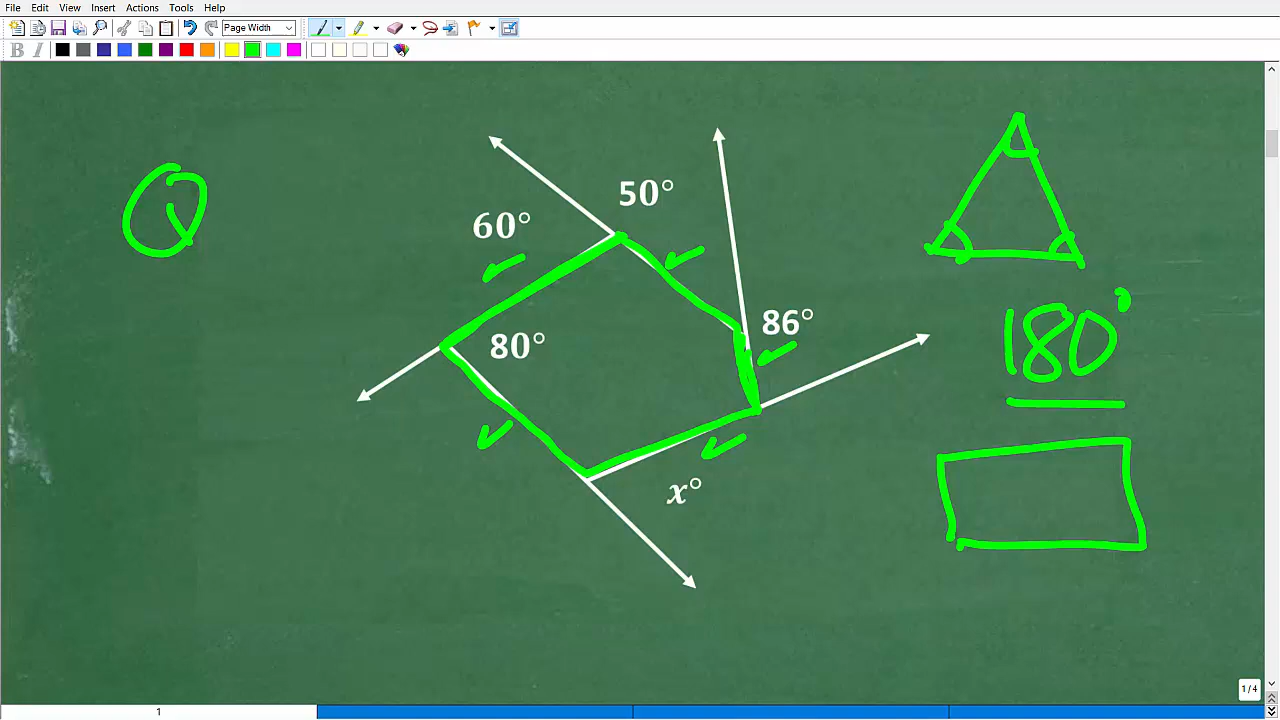 File Edit View Insert Actions Tools Help
Page Width
B I
Q
50°
60°
86°
80°
180°
x°
1/4
1